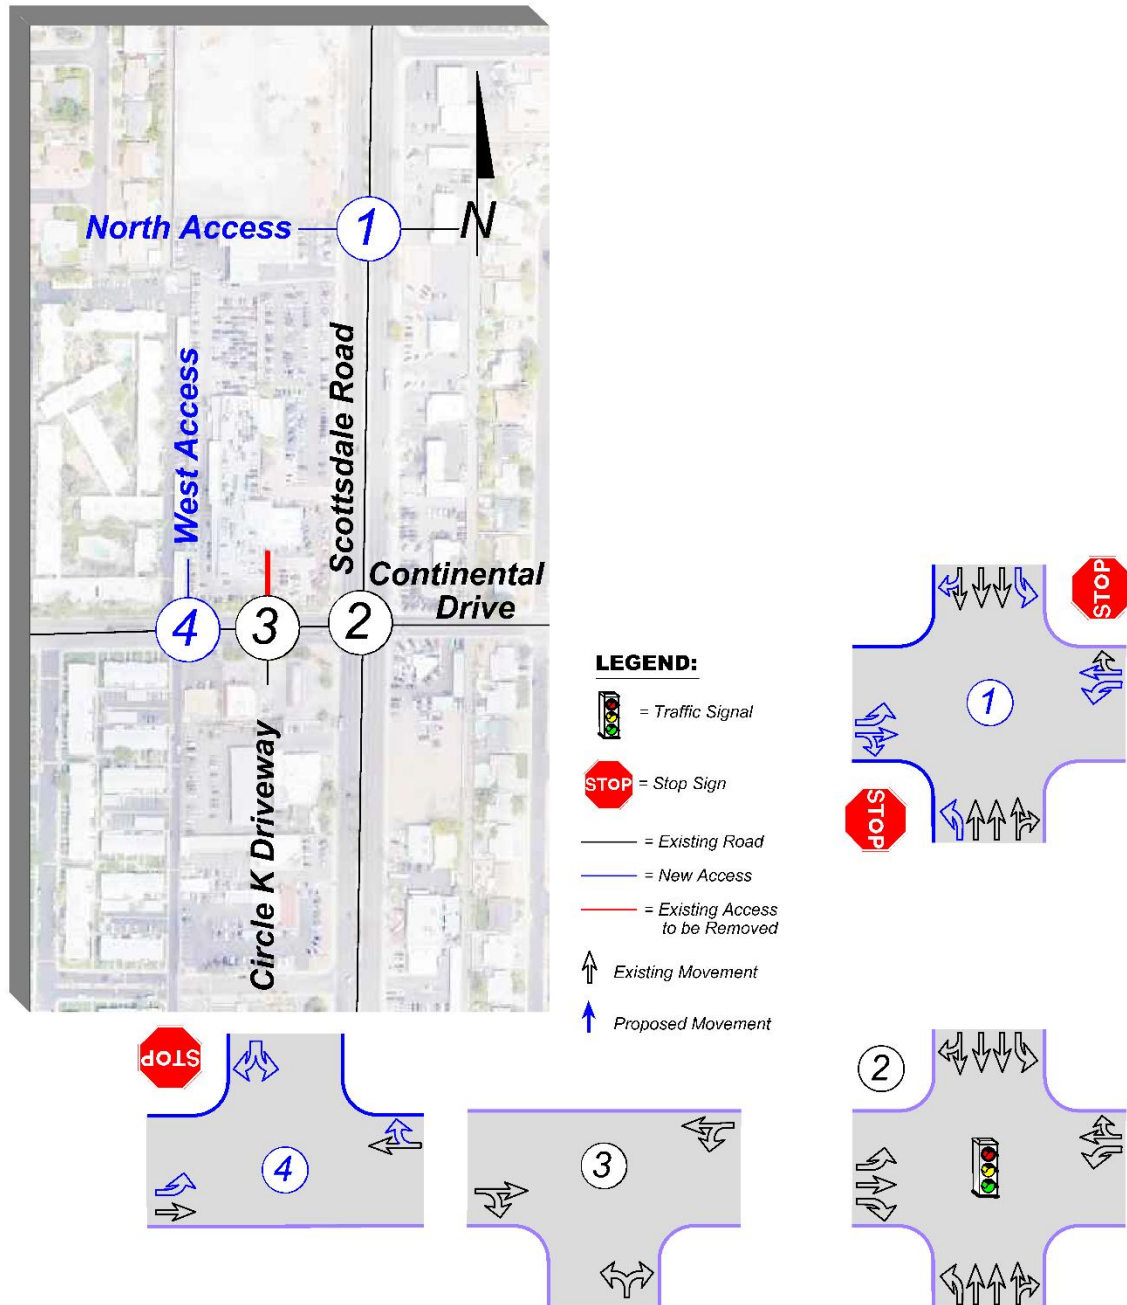 North Access
1
N
West Access
Scottsdale Road
Continental
Drive
4
3
2
Circle K Driveway
LEGEND:
= Traffic Signal
STOP
= Stop Sign
= Existing Road
= New Access
= Existing Access
to be Removed
Existing Movement
Proposed Movement
STOP
1
STOP
STOP
4
3
2